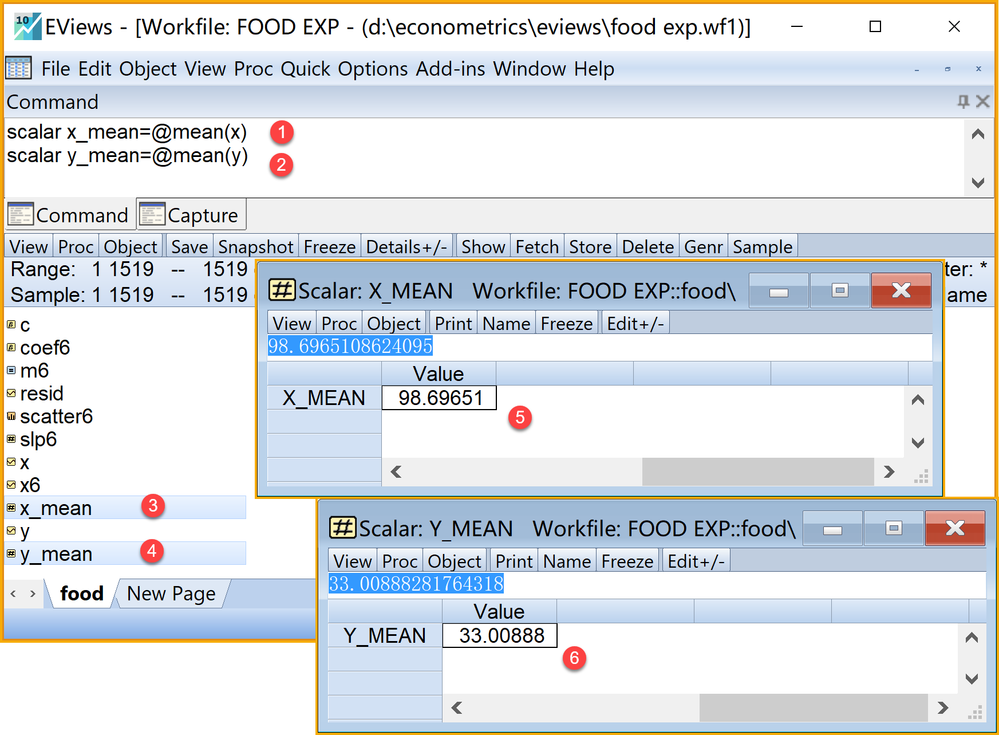 10 EViews - [Workfile: FOOD EXP - (d:\econometrics\eviews\food exp.wf1)]
File Edit Object View Proc Quick Options Add-ins Window Help
Command
scalar x_mean=@mean(x) 1
scalar y_mean=@mean(y) 2
Command Capture
View Proc Object Save Snapshot Freeze Details+/- Show Fetch Store Delete Genr Sample
Range: 1 1519 -- 1519 ter: *
Sample: 1 1519 -- 1519 ame
c
coef6
m6
resid
scatter6
slp6
x
x6
x_mean 3
y
y_mean 4
food New Page
Scalar: X_MEAN Workfile: FOOD EXP::food\
View Proc Object Print Name Freeze Edit+/-
98.6965108624095
Value
X_MEAN 98.69651
5
Scalar: Y_MEAN Workfile: FOOD EXP::food\
View Proc Object Print Name Freeze Edit+/-
33.00888281764318
Value
Y_MEAN 33.00888
6